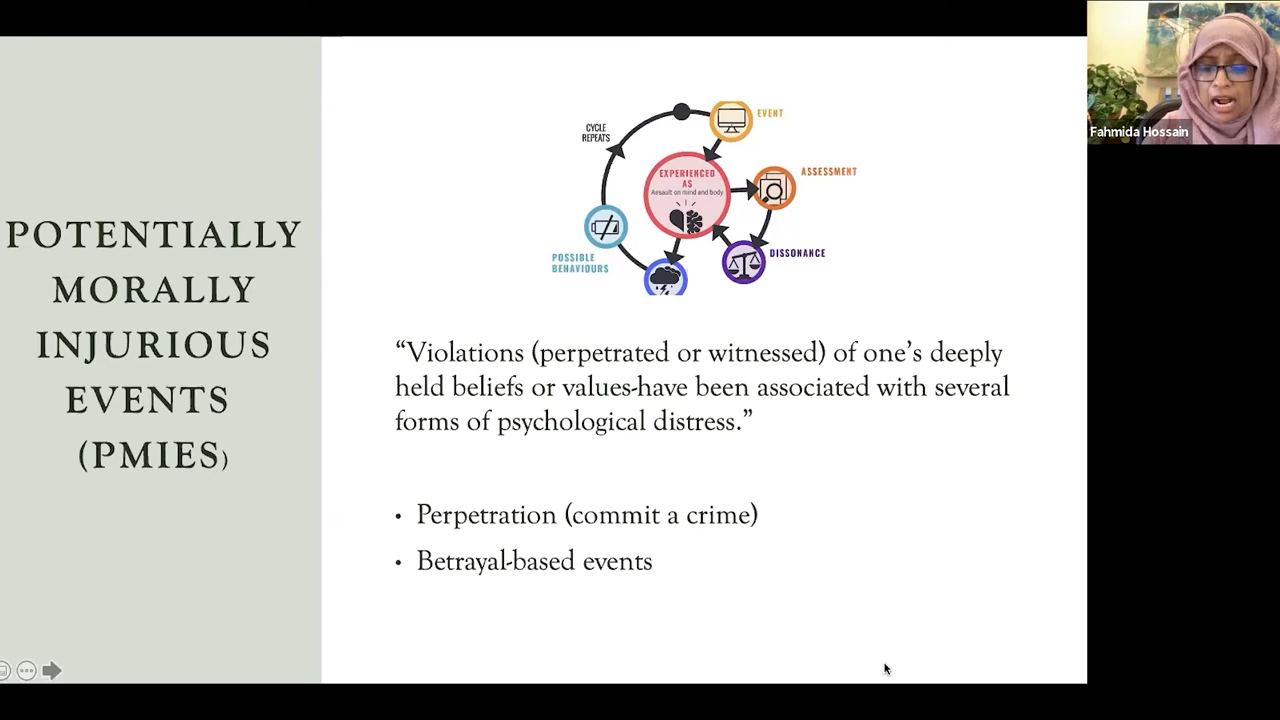 POTENTIALLY
MORALLY
INJURIOUS
EVENTS
(PMIES)
CYCLE
REPEATS
EVENT
EXPERIENCED
AS
Assault on mind and body
ASSESSMENT
DISSONANCE
POSSIBLE
BEHAVIOURS
“Violations (perpetrated or witnessed) of one’s deeply
held beliefs or values-have been associated with several
forms of psychological distress.”
• Perpetration (commit a crime)
• Betrayal-based events
Fahmida Hossain